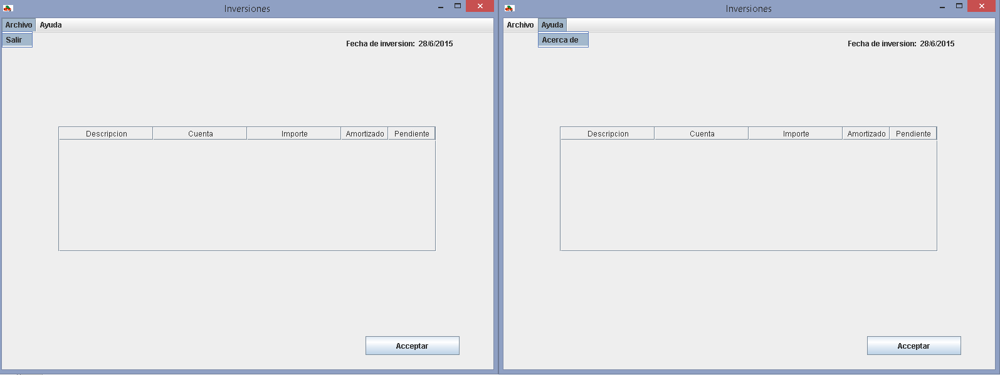 Inversiones
Archivo Ayuda
Salir
Fecha de inversion: 28/6/2015
Descripcion Cuenta Importe Amortizado Pendiente
Acceptar
Inversiones
Archivo Ayuda
Acerca de
Fecha de inversion: 28/6/2015
Descripcion Cuenta Importe Amortizado Pendiente
Acceptar